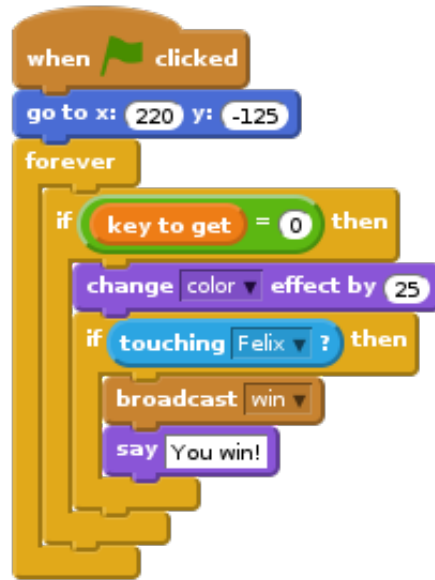 when clicked
go to x: 220 y: -125
forever
if key to get = 0 then
change color effect by 25
if touching Felix ? then
broadcast win
say You win!